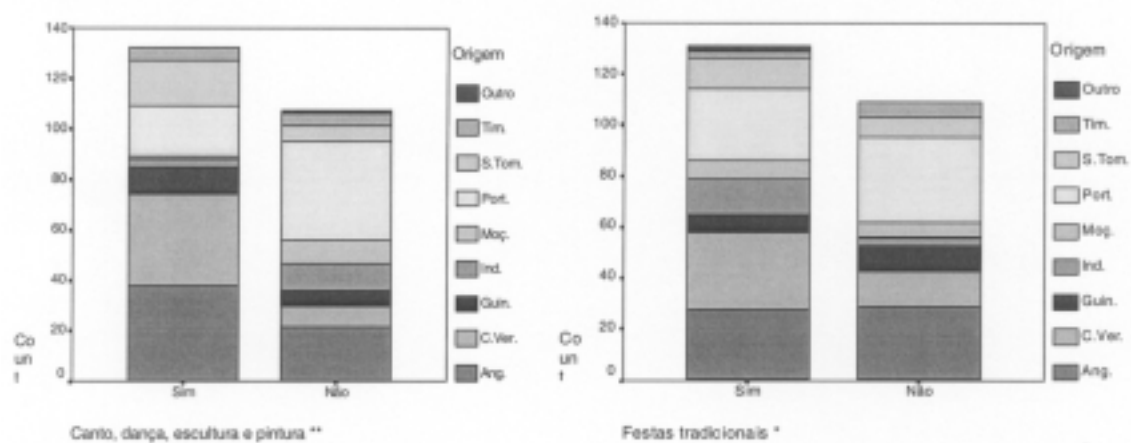 140
120
100
80
60
40
20
0
Co
un
t
Sim
Não
Origem
Outro
Tim.
S.Tom.
Port.
Moç.
Ind.
Guin.
C.Ver.
Ang.
Canto, dança, escultura e pintura **
140
120
100
80
60
40
20
0
Co
un
t
Sim
Não
Origem
Outro
Tim.
S.Tom.
Port.
Moç.
Ind.
Guin.
C.Ver.
Ang.
Festas tradicionais *